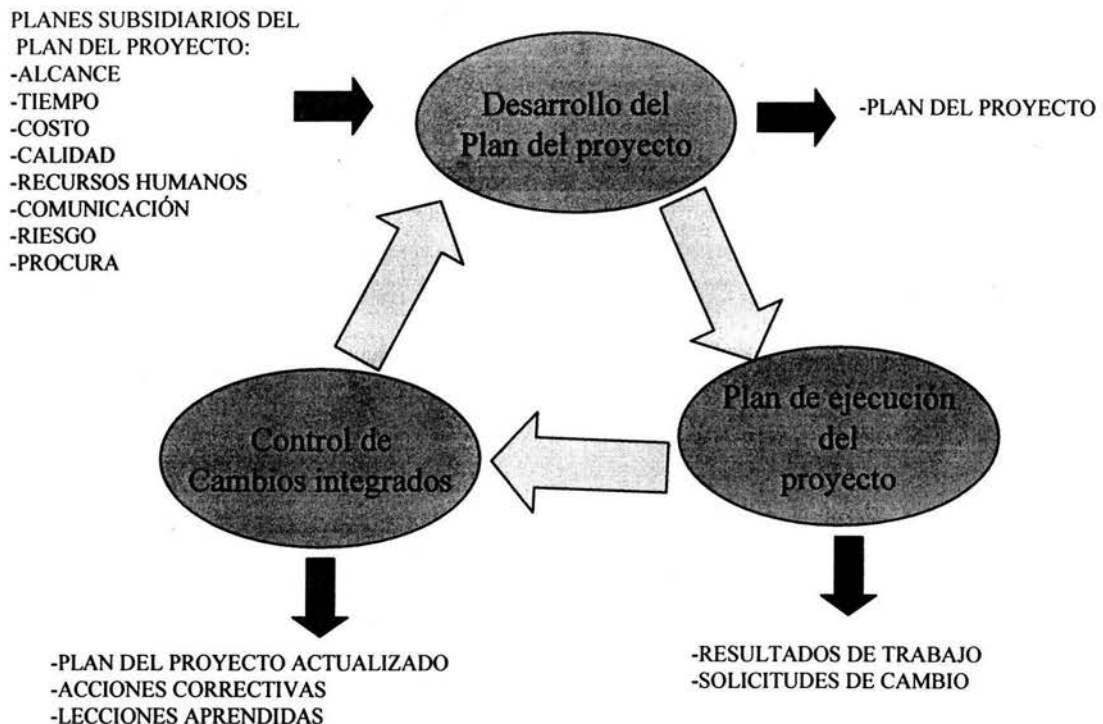 PLANES SUBSIDIARIOS DEL
PLAN DEL PROYECTO:
-ALCANCE
-TIEMPO
-COSTO
-CALIDAD
-RECURSOS HUMANOS
-COMUNICACIÓN
-RIESGO
-PROCURA
Desarrollo del
Plan del proyecto
-PLAN DEL PROYECTO
Control de
Cambios integrados
Plan de ejecución
del
proyecto
-PLAN DEL PROYECTO ACTUALIZADO
-ACCIONES CORRECTIVAS
-LECCIONES APRENDIDAS
-RESULTADOS DE TRABAJO
-SOLICITUDES DE CAMBIO